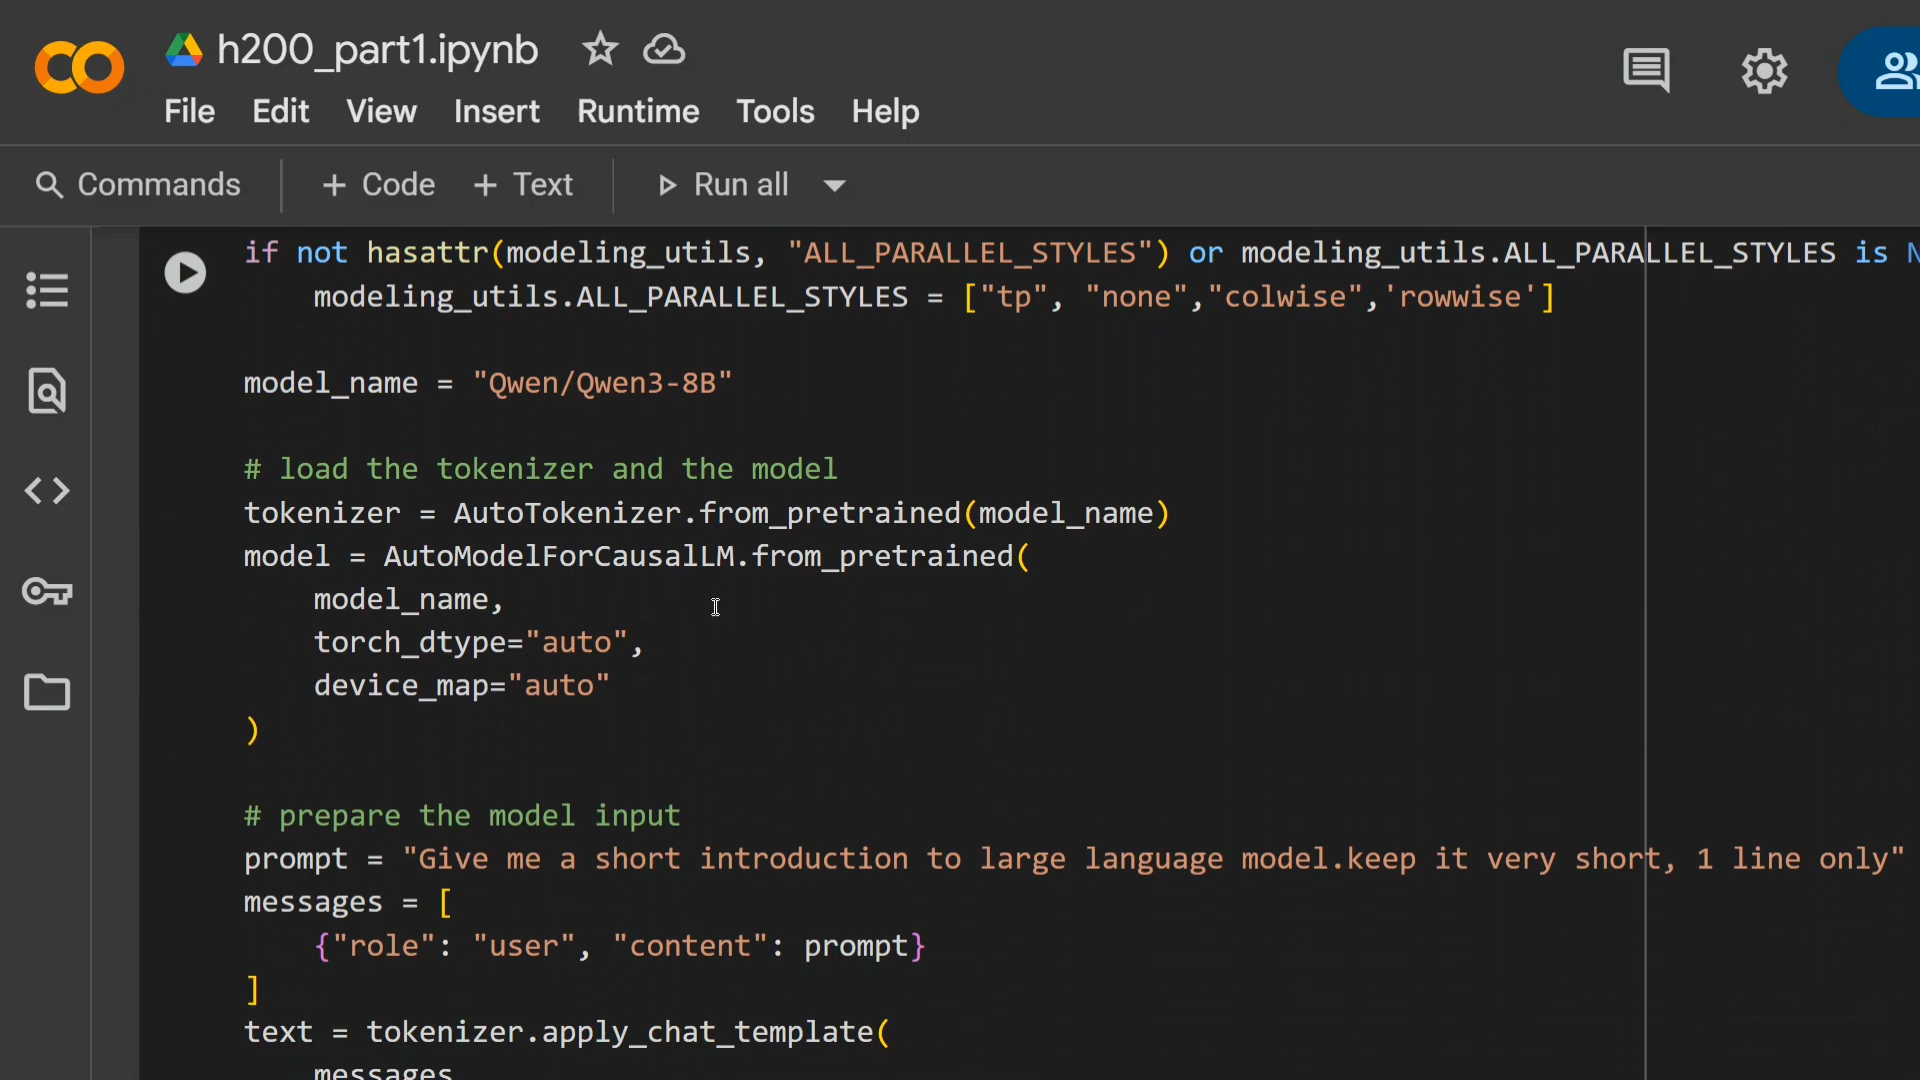 h200_part1.ipynb
File Edit View Insert Runtime Tools Help
Commands + Code + Text Run all
if not hasattr(modeling_utils, "ALL_PARALLEL_STYLES") or modeling_utils.ALL_PARALLEL_STYLES is N
    modeling_utils.ALL_PARALLEL_STYLES = ["tp", "none","colwise",'rowwise']
model_name = "Qwen/Qwen3-8B"
# load the tokenizer and the model
tokenizer = AutoTokenizer.from_pretrained(model_name)
model = AutoModelForCausalLM.from_pretrained(
    model_name,
    torch_dtype="auto",
    device_map="auto"
)
# prepare the model input
prompt = "Give me a short introduction to large language model.keep it very short, 1 line only"
messages = [
    {"role": "user", "content": prompt}
]
text = tokenizer.apply_chat_template(
    messages